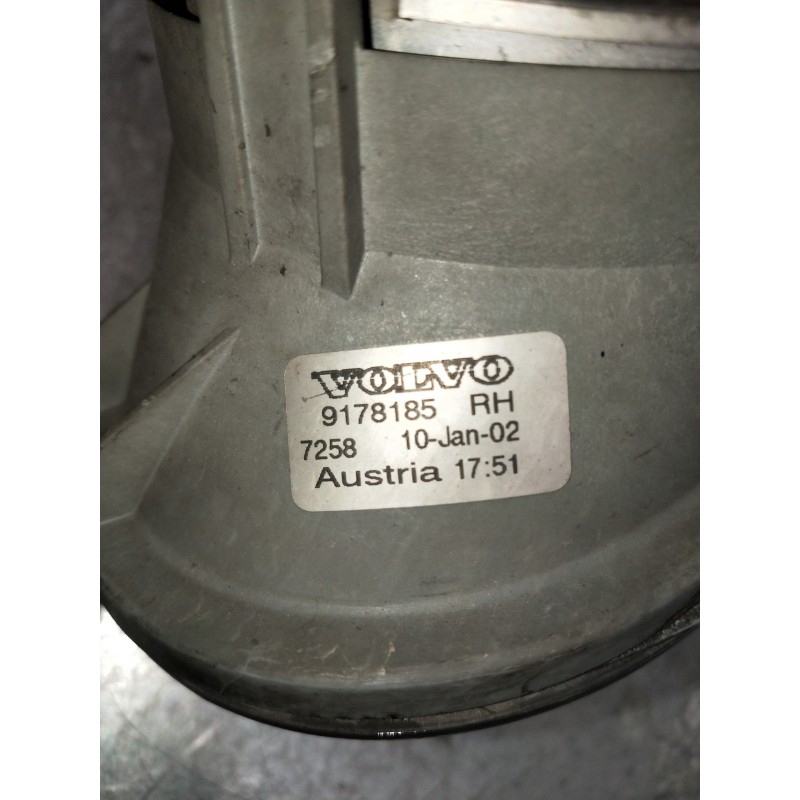 VOLVO
9178185 RH
7258 10-Jan-02
Austria 17:51